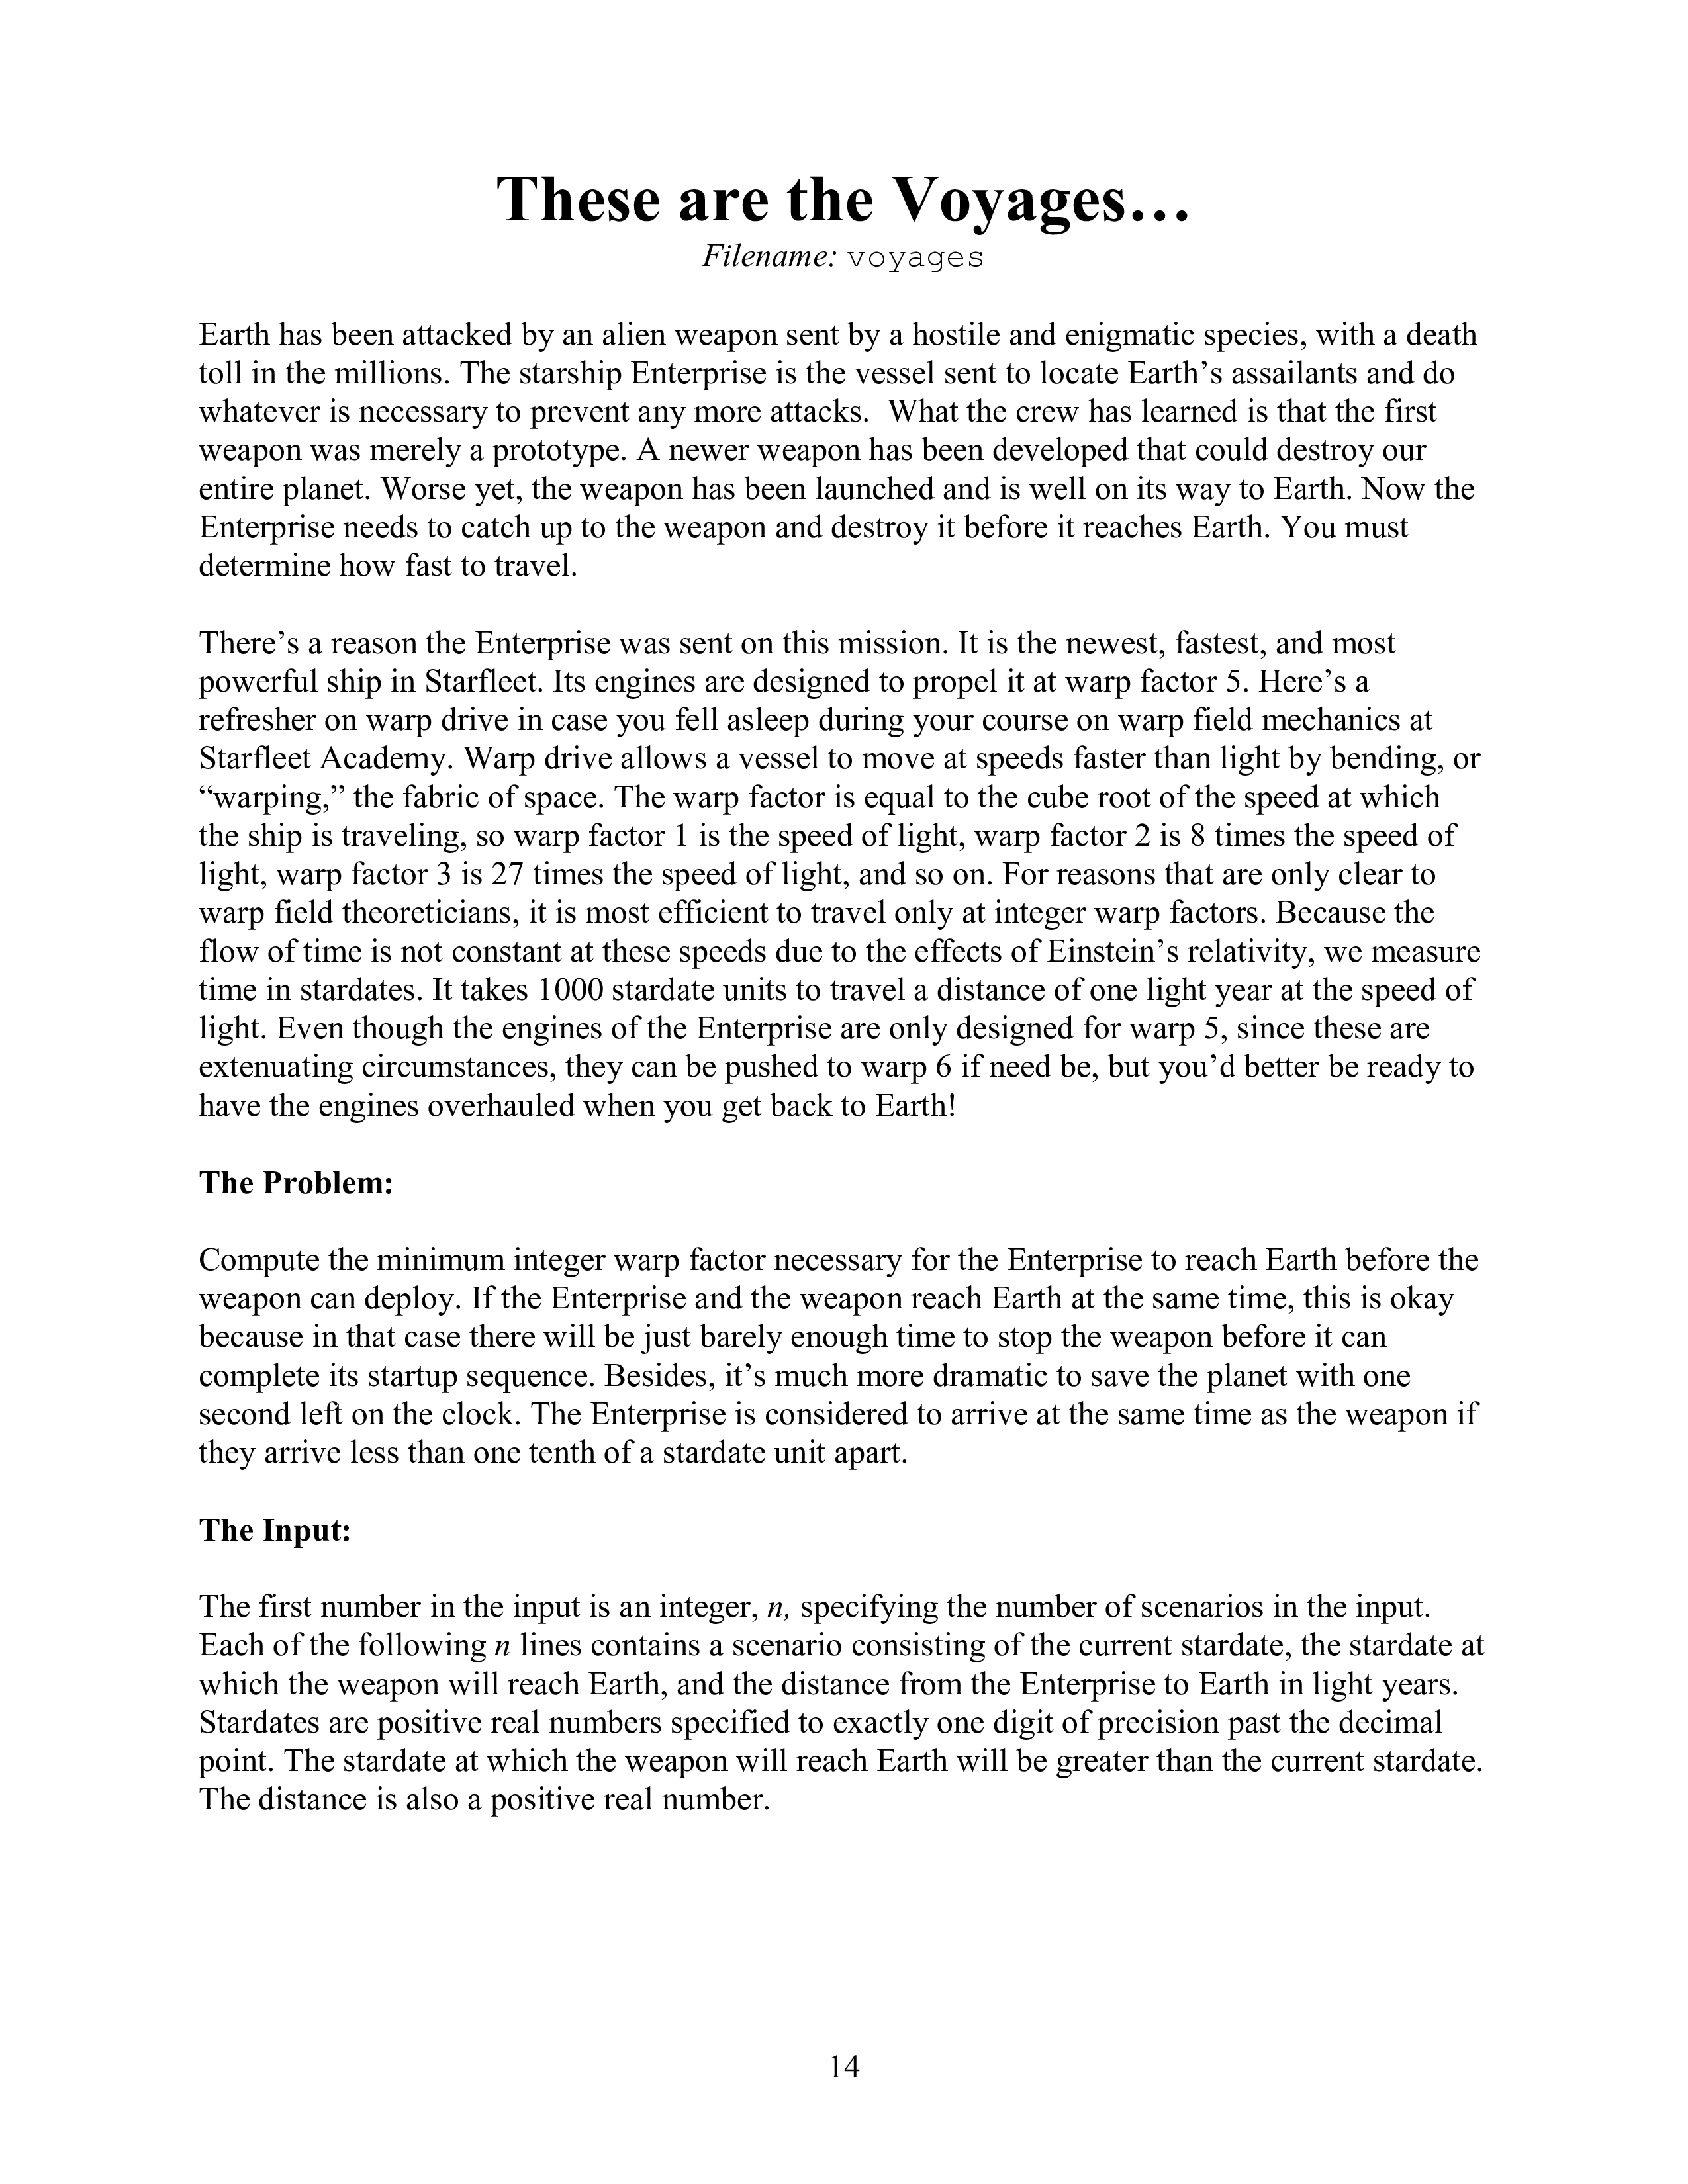 These are the Voyages…
Filename: voyages
Earth has been attacked by an alien weapon sent by a hostile and enigmatic species, with a death
toll in the millions. The starship Enterprise is the vessel sent to locate Earth’s assailants and do
whatever is necessary to prevent any more attacks.  What the crew has learned is that the first
weapon was merely a prototype. A newer weapon has been developed that could destroy our
entire planet. Worse yet, the weapon has been launched and is well on its way to Earth. Now the
Enterprise needs to catch up to the weapon and destroy it before it reaches Earth. You must
determine how fast to travel.
There’s a reason the Enterprise was sent on this mission. It is the newest, fastest, and most
powerful ship in Starfleet. Its engines are designed to propel it at warp factor 5. Here’s a
refresher on warp drive in case you fell asleep during your course on warp field mechanics at
Starfleet Academy. Warp drive allows a vessel to move at speeds faster than light by bending, or
“warping,” the fabric of space. The warp factor is equal to the cube root of the speed at which
the ship is traveling, so warp factor 1 is the speed of light, warp factor 2 is 8 times the speed of
light, warp factor 3 is 27 times the speed of light, and so on. For reasons that are only clear to
warp field theoreticians, it is most efficient to travel only at integer warp factors. Because the
flow of time is not constant at these speeds due to the effects of Einstein’s relativity, we measure
time in stardates. It takes 1000 stardate units to travel a distance of one light year at the speed of
light. Even though the engines of the Enterprise are only designed for warp 5, since these are
extenuating circumstances, they can be pushed to warp 6 if need be, but you’d better be ready to
have the engines overhauled when you get back to Earth!
The Problem:
Compute the minimum integer warp factor necessary for the Enterprise to reach Earth before the
weapon can deploy. If the Enterprise and the weapon reach Earth at the same time, this is okay
because in that case there will be just barely enough time to stop the weapon before it can
complete its startup sequence. Besides, it’s much more dramatic to save the planet with one
second left on the clock. The Enterprise is considered to arrive at the same time as the weapon if
they arrive less than one tenth of a stardate unit apart.
The Input:
The first number in the input is an integer, n, specifying the number of scenarios in the input.
Each of the following n lines contains a scenario consisting of the current stardate, the stardate at
which the weapon will reach Earth, and the distance from the Enterprise to Earth in light years.
Stardates are positive real numbers specified to exactly one digit of precision past the decimal
point. The stardate at which the weapon will reach Earth will be greater than the current stardate.
The distance is also a positive real number.
14